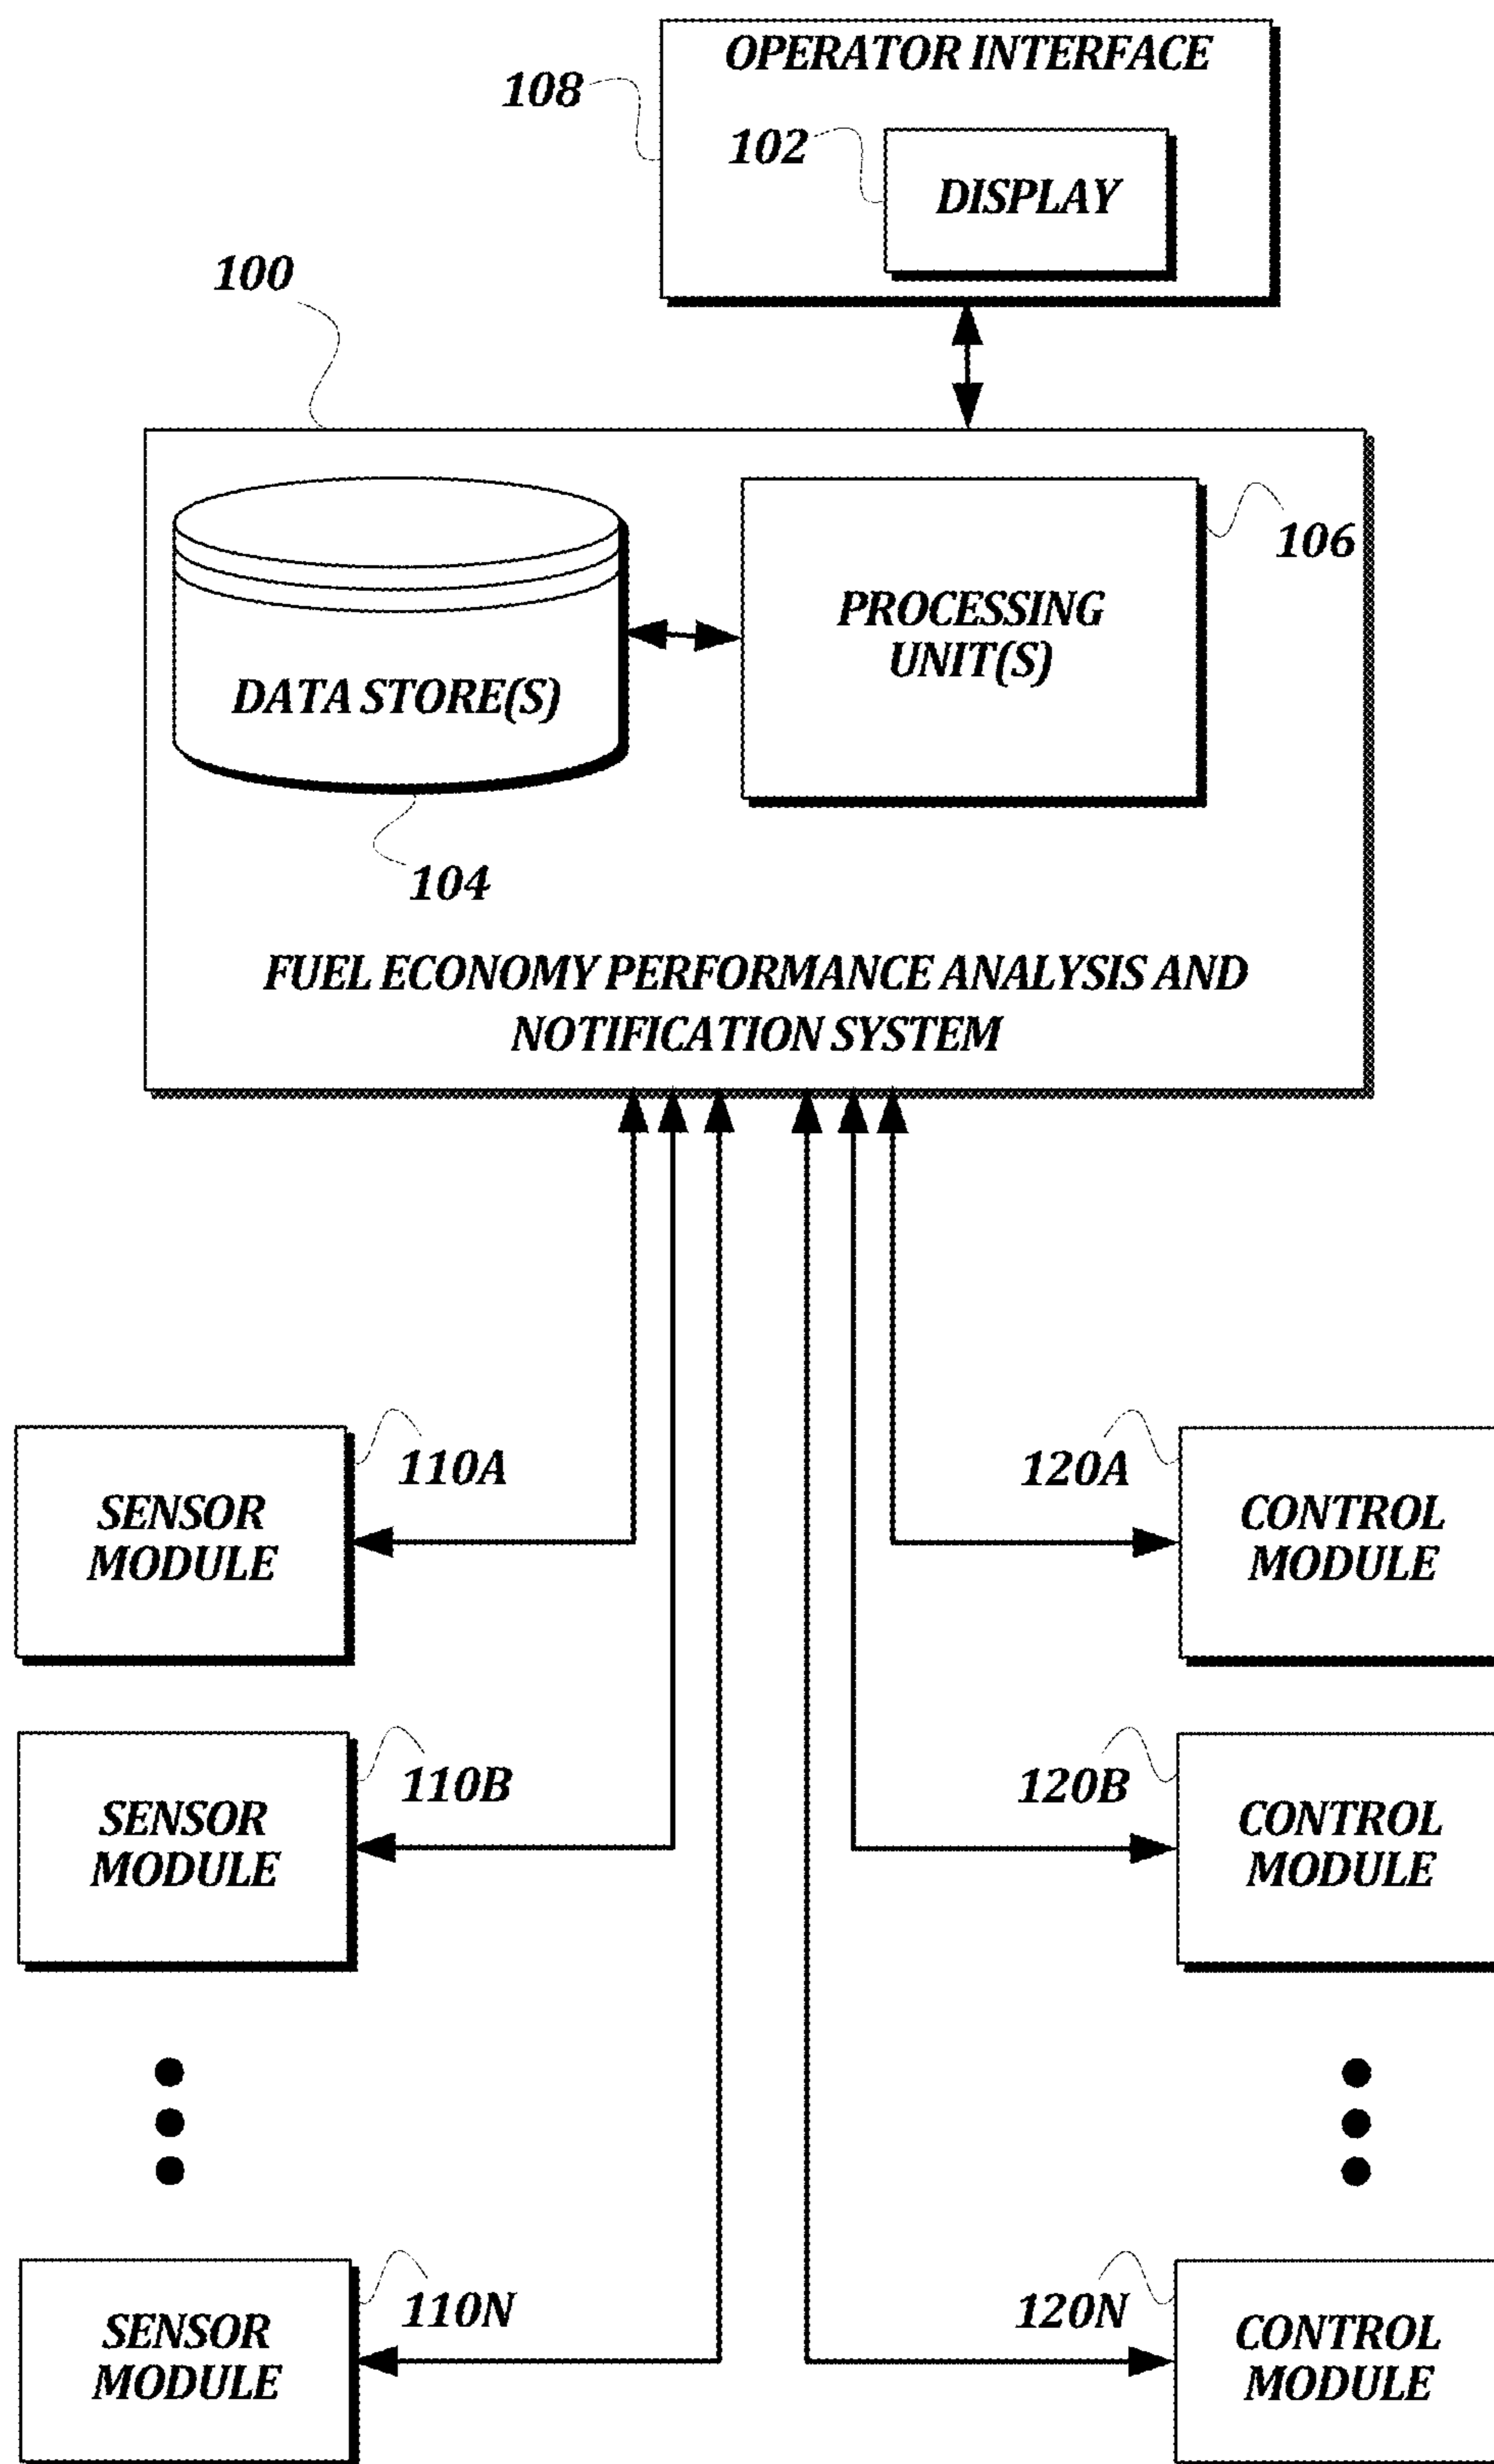 OPERATOR INTERFACE
108
102
DISPLAY
100
106
PROCESSING
UNIT(S)
DATA STORE(S)
104
FUEL ECONOMY PERFORMANCE ANALYSIS AND
NOTIFICATION SYSTEM
110A
SENSOR
MODULE
120A
CONTROL
MODULE
110B
SENSOR
MODULE
120B
CONTROL
MODULE
110N
SENSOR
MODULE
120N
CONTROL
MODULE